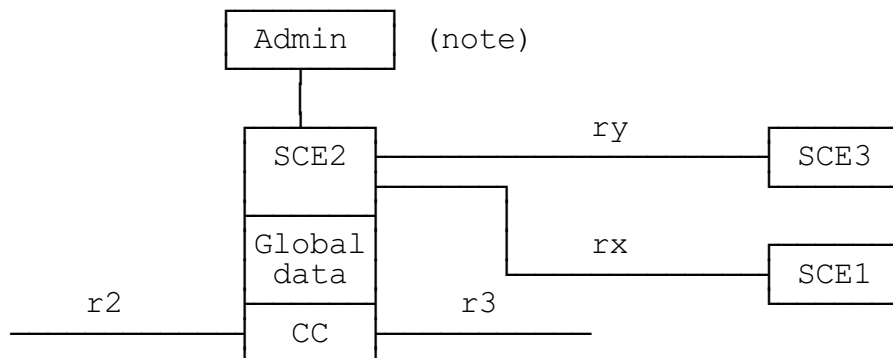 Admin (note)
ry
SCE2
SCE3
Global
data
rx
SCE1
r2
r3
CC